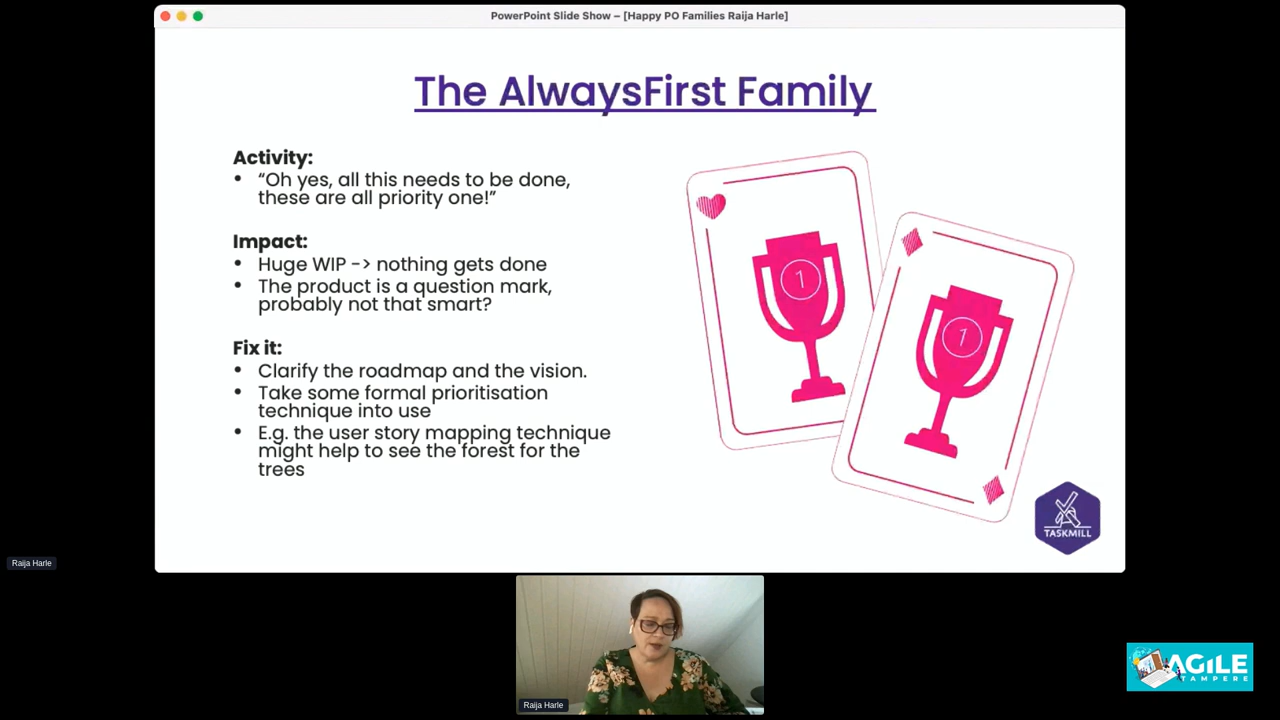 PowerPoint Slide Show – [Happy PO Families Raija Harle]
The AlwaysFirst Family
Activity:
• “Oh yes, all this needs to be done,
these are all priority one!”
Impact:
• Huge WIP -> nothing gets done
• The product is a question mark,
probably not that smart?
Fix it:
• Clarify the roadmap and the vision.
• Take some formal prioritisation
technique into use
• E.g. the user story mapping technique
might help to see the forest for the
trees
1
1
TASKMILL
Raija Harle
Raija Harle
AGILE
TAMPERE